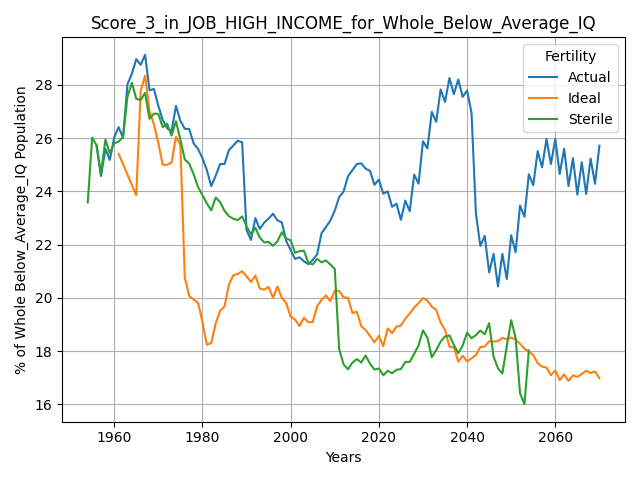 Score_3_in_JOB_HIGH_INCOME_for_Whole_Below_Average_IQ
Fertility
Actual
Ideal
Sterile
% of Whole Below_Average_IQ Population
28
26
24
22
20
18
16
1960
1980
2000
2020
2040
2060
Years